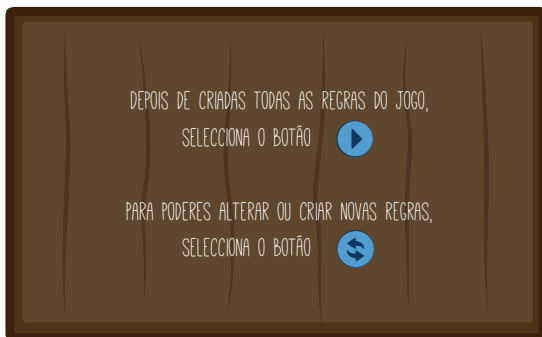 DEPOIS DE CRIADAS TODAS AS REGRAS DO JOGO,
SELECCIONA O BOTÃO
PARA PODERES ALTERAR OU CRIAR NOVAS REGRAS,
SELECCIONA O BOTÃO